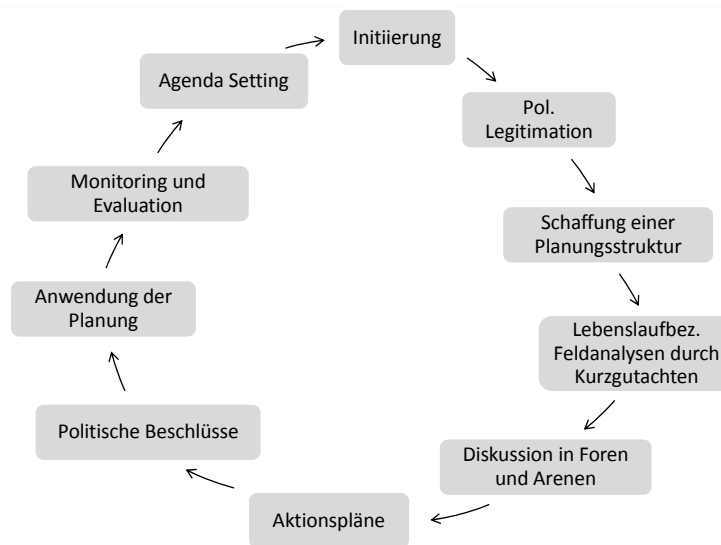 Initiierung
Pol.
Legitimation
Schaffung einer
Planungsstruktur
Lebenslaufbez.
Feldanalysen durch
Kurzgutachten
Diskussion in Foren
und Arenen
Aktionspläne
Politische Beschlüsse
Anwendung der
Planung
Monitoring und
Evaluation
Agenda Setting